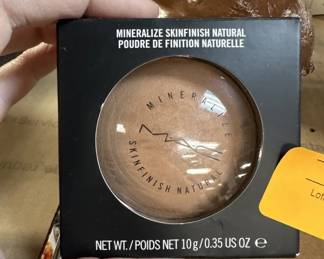 MINERALIZE SKINFINISH NATURAL
POUDRE DE FINITION NATURELLE
MINERALIZE
MAC
SKINFINISH NATURAL
NET WT. / POIDS NET 10 g / 0.35 US OZ e
Lot